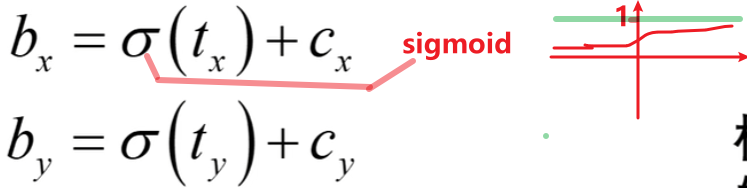 b_x = σ(t_x) + c_x
sigmoid
1
b_y = σ(t_y) + c_y